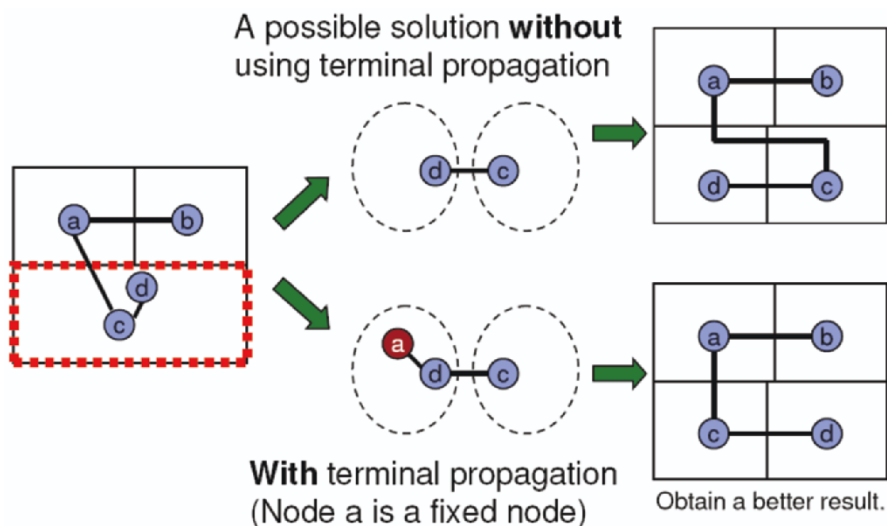 A possible solution without
using terminal propagation
a
b
d
c
a
b
d
c
a
b
d
c
a
d
c
a
b
c
d
With terminal propagation
(Node a is a fixed node)
Obtain a better result.